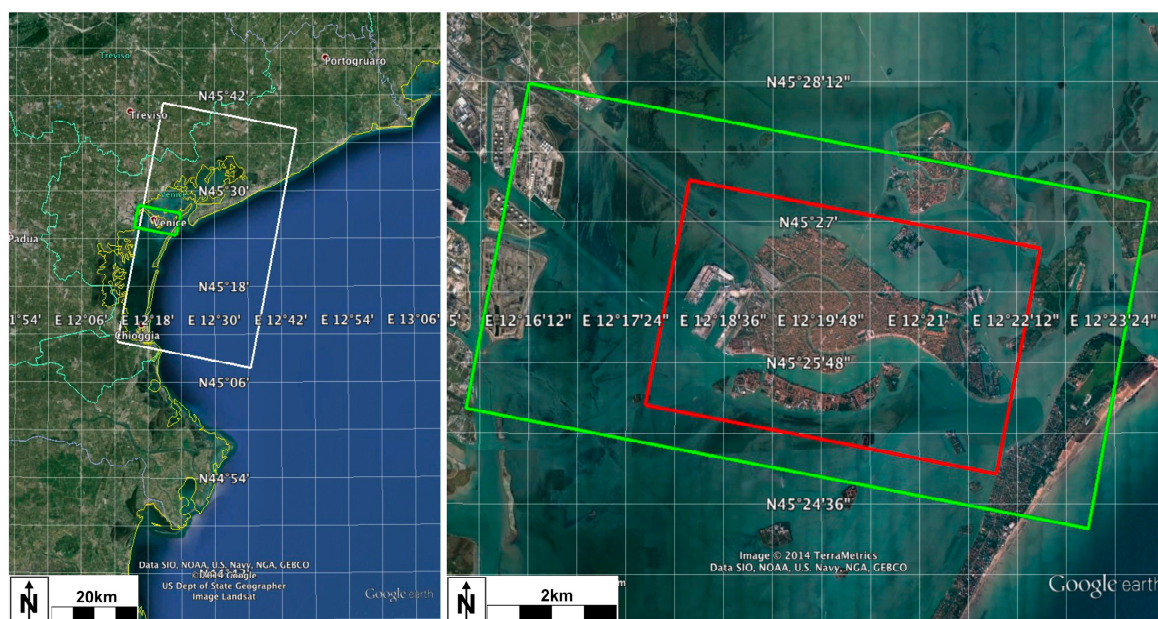 Portogruaro
Treviso
N45°42'
Treviso
N45°30'
Venice
Venice
Padua
N45°18'
1°54' E 12°06' E 12°18' E 12°30' E 12°42' E 12°54' E 13°06'
Chioggia
N45°06'
N44°54'
Data SIO, NOAA, U.S. Navy, NGA, GEBCO
US Dept of State Geographer
Image Landsat
Google earth
N
20km
N45°28'12"
N45°27'
5' E 12°16'12" E 12°17'24" E 12°18'36" E 12°19'48" E 12°21' E 12°22'12" E 12°23'24"
N45°25'48"
N45°24'36"
Image © 2014 TerraMetrics
Data SIO, NOAA, U.S. Navy, NGA, GEBCO
Google earth
N
2km